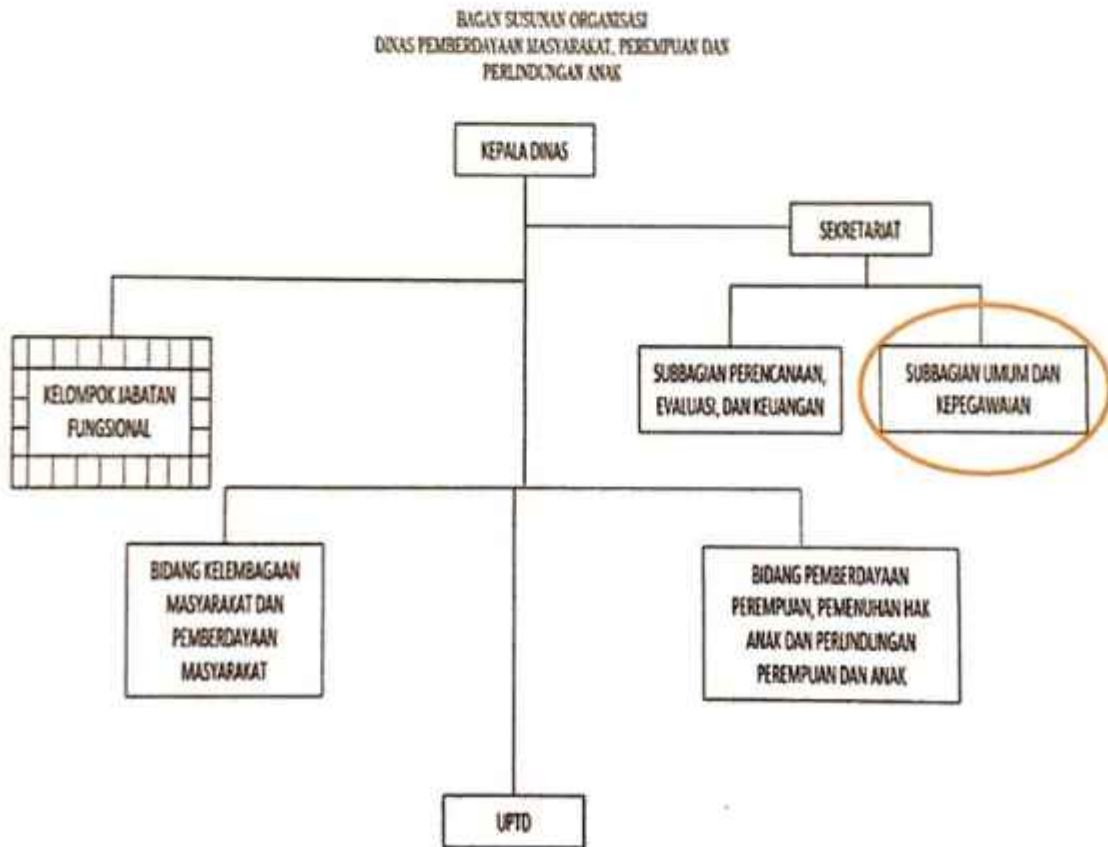 BAGAN SUSUNAN ORGANISASI
DINAS PEMBERDAYAAN MASYARAKAT, PEREMPUAN DAN
PERLINDUNGAN ANAK
KEPALA DINAS
SEKRETARIAT
SUBBAGIAN PERENCANAAN,
EVALUASI, DAN KEUANGAN
SUBBAGIAN UMUM DAN
KEPEGAWAIAN
KELOMPOK JABATAN
FUNGSIONAL
BIDANG KELEMBAGAAN
MASYARAKAT DAN
PEMBERDAYAAN
MASYARAKAT
BIDANG PEMBERDAYAAN
PEREMPUAN, PEMENUHAN HAK
ANAK DAN PERLINDUNGAN
PEREMPUAN DAN ANAK
UPTD